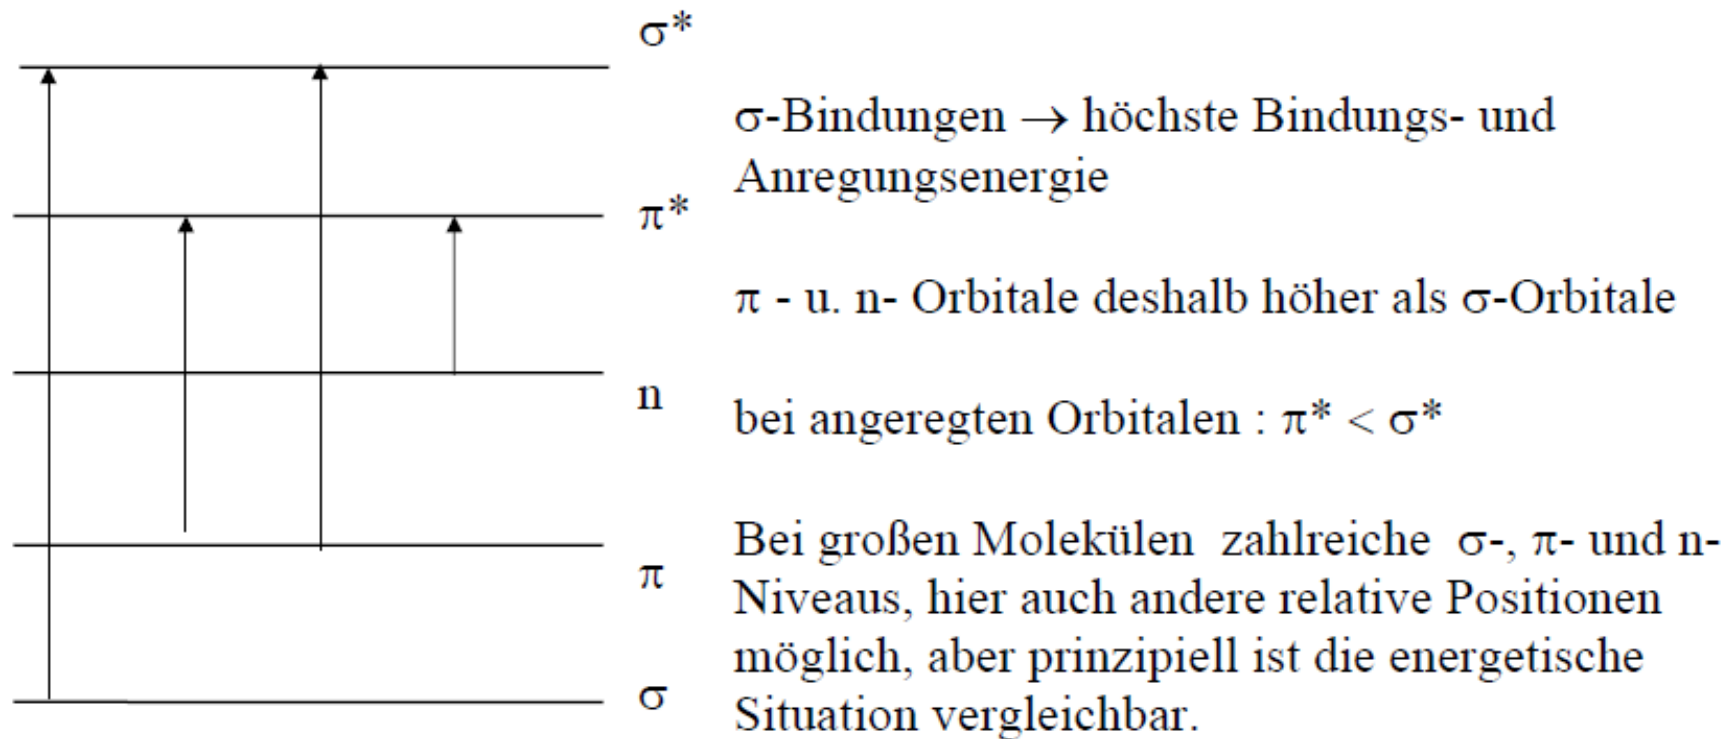 σ*
σ-Bindungen → höchste Bindungs- und
Anregungsenergie
π*
π - u. n- Orbitale deshalb höher als σ-Orbitale
n
bei angeregten Orbitalen : π* < σ*
Bei großen Molekülen zahlreiche σ-, π- und n-
π
Niveaus, hier auch andere relative Positionen
möglich, aber prinzipiell ist die energetische
σ
Situation vergleichbar.